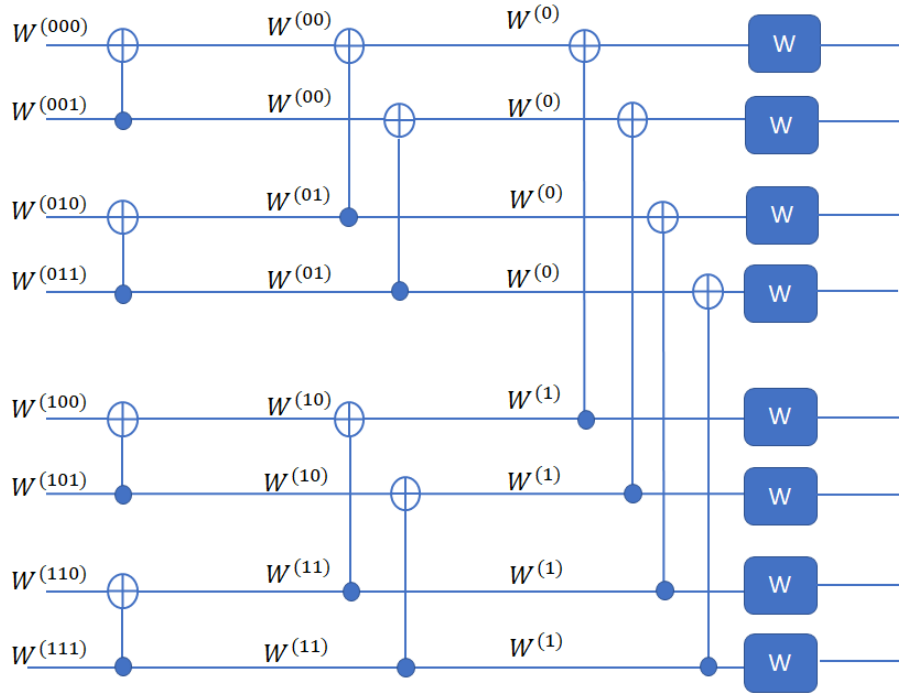 W^(000) W^(00) W^(0) W
W^(001) W^(00) W^(0) W
W^(010) W^(01) W^(0) W
W^(011) W^(01) W^(0) W
W^(100) W^(10) W^(1) W
W^(101) W^(10) W^(1) W
W^(110) W^(11) W^(1) W
W^(111) W^(11) W^(1) W